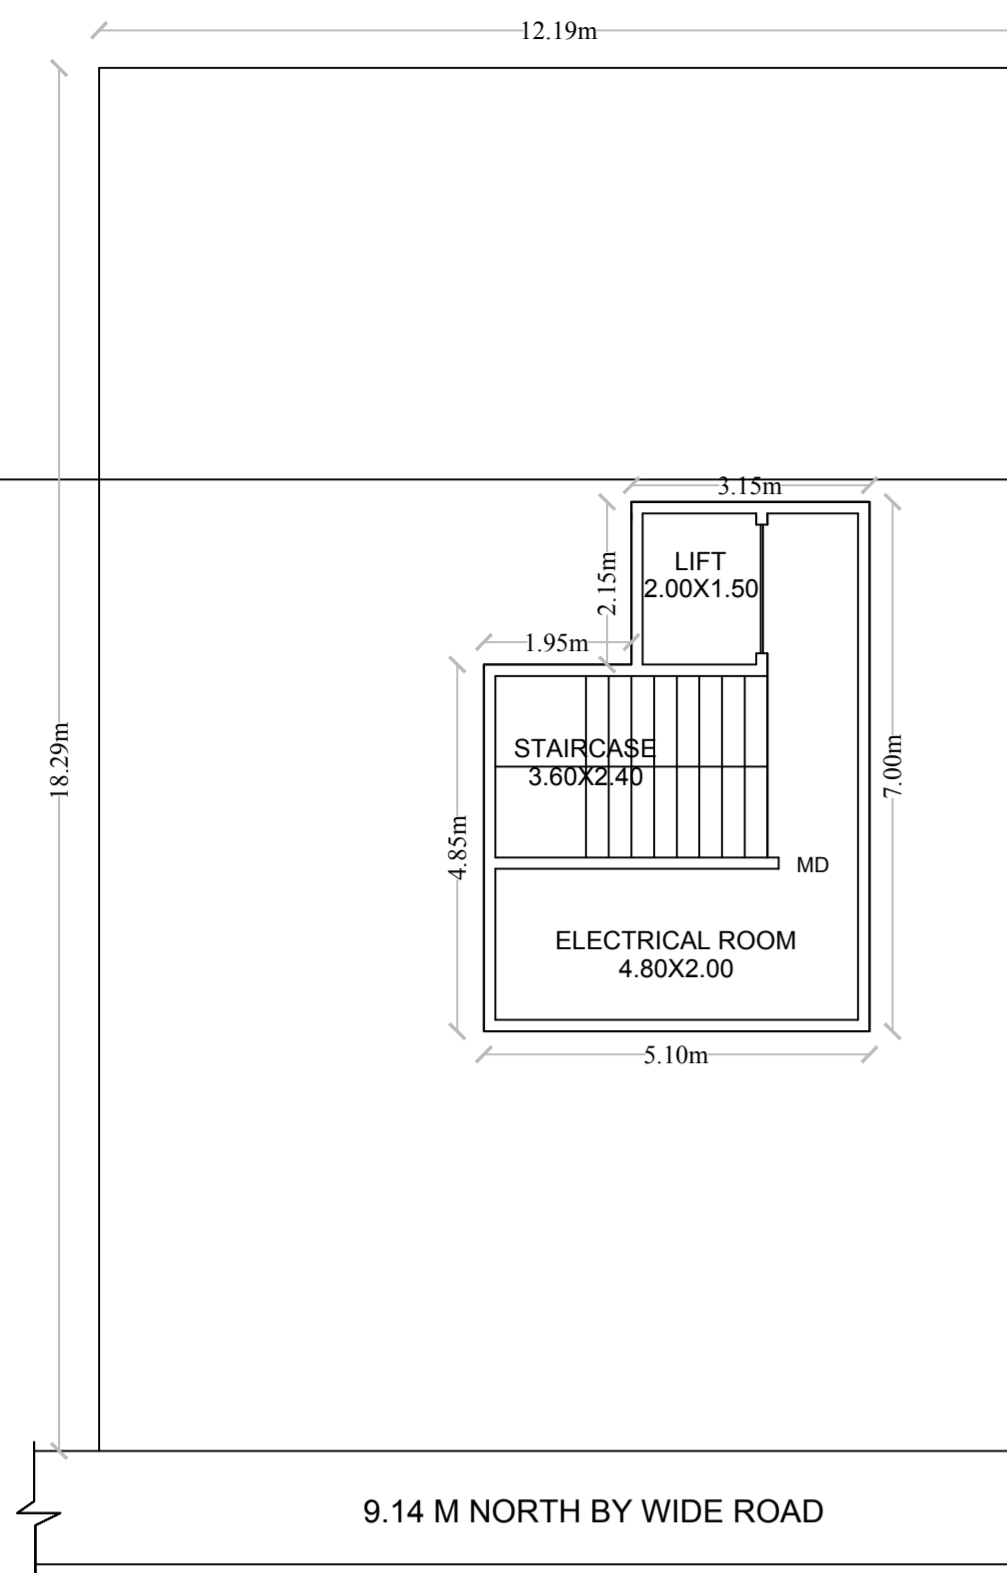 12.19m
3.15m
LIFT
2.00X1.50
2.15m
1.95m
STAIRCASE
3.60X2.40
18.29m
7.00m
4.85m
MD
ELECTRICAL ROOM
4.80X2.00
5.10m
9.14 M NORTH BY WIDE ROAD